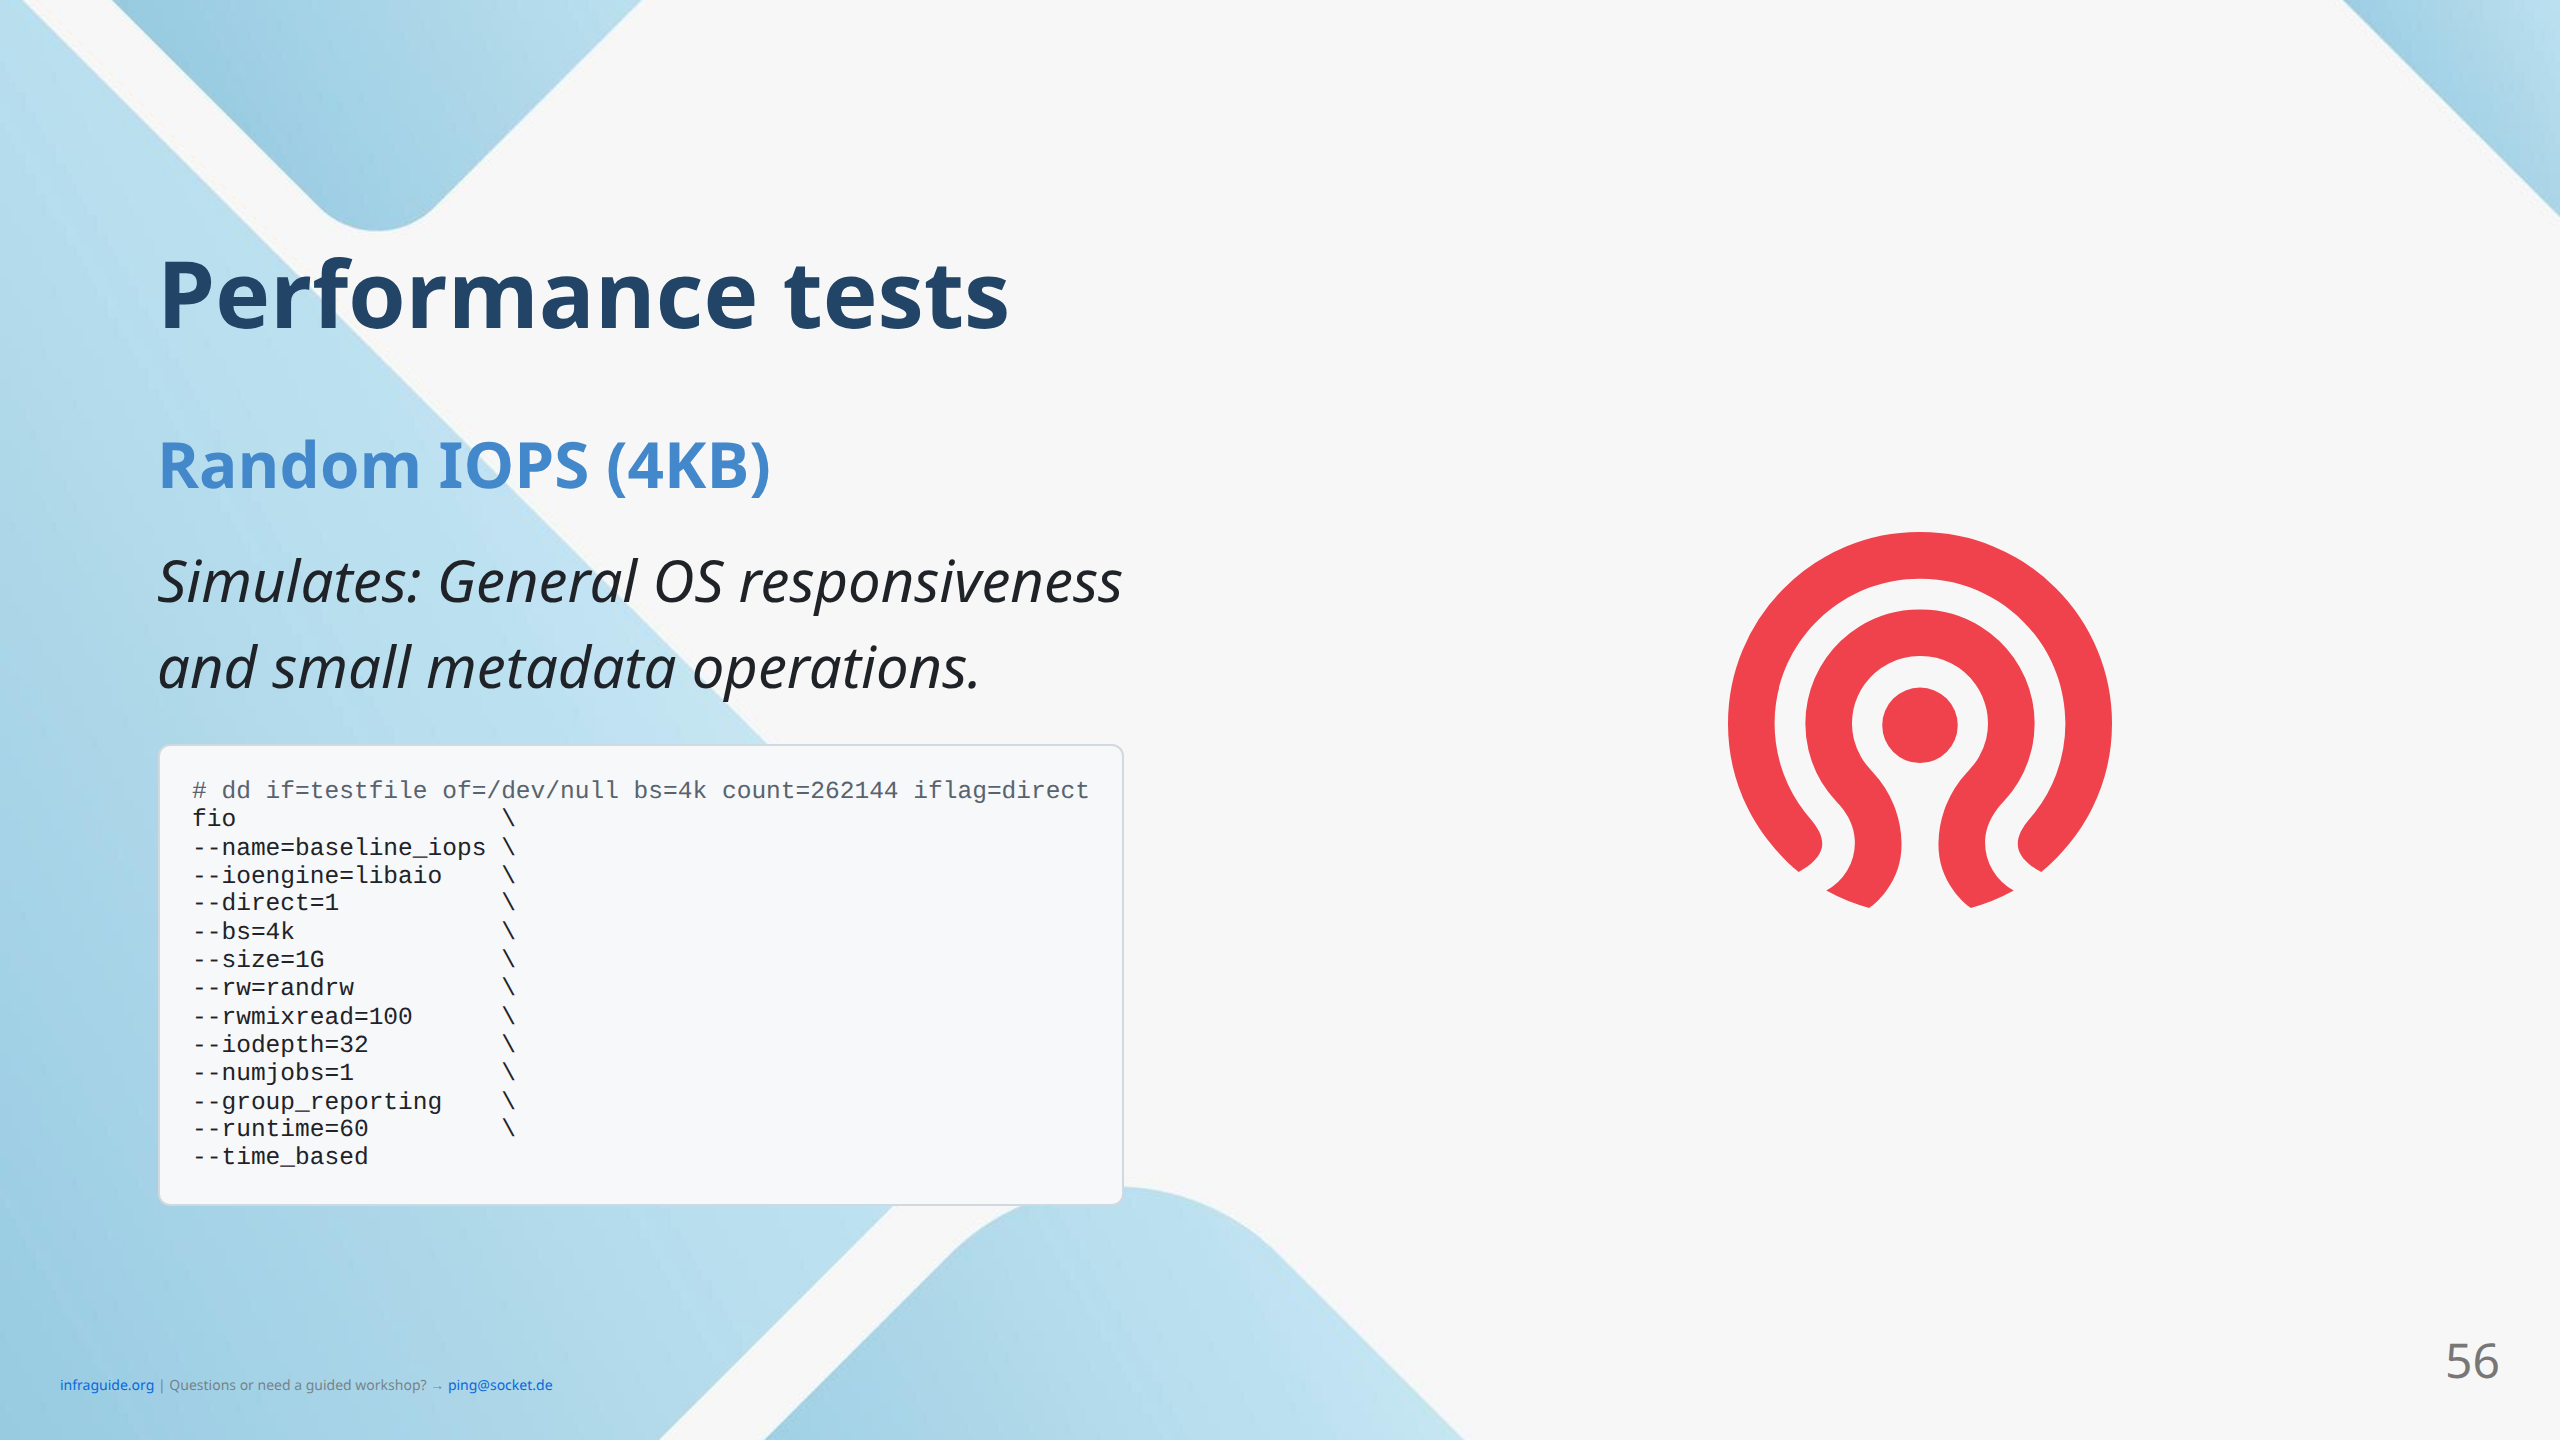 Performance tests
Random IOPS (4KB)
Simulates: General OS responsiveness
and small metadata operations.
# dd if=testfile of=/dev/null bs=4k count=262144 iflag=direct
fio                  \
--name=baseline_iops \
--ioengine=libaio    \
--direct=1           \
--bs=4k              \
--size=1G            \
--rw=randrw          \
--rwmixread=100      \
--iodepth=32         \
--numjobs=1          \
--group_reporting    \
--runtime=60         \
--time_based
infraguide.org | Questions or need a guided workshop? → ping@socket.de
56